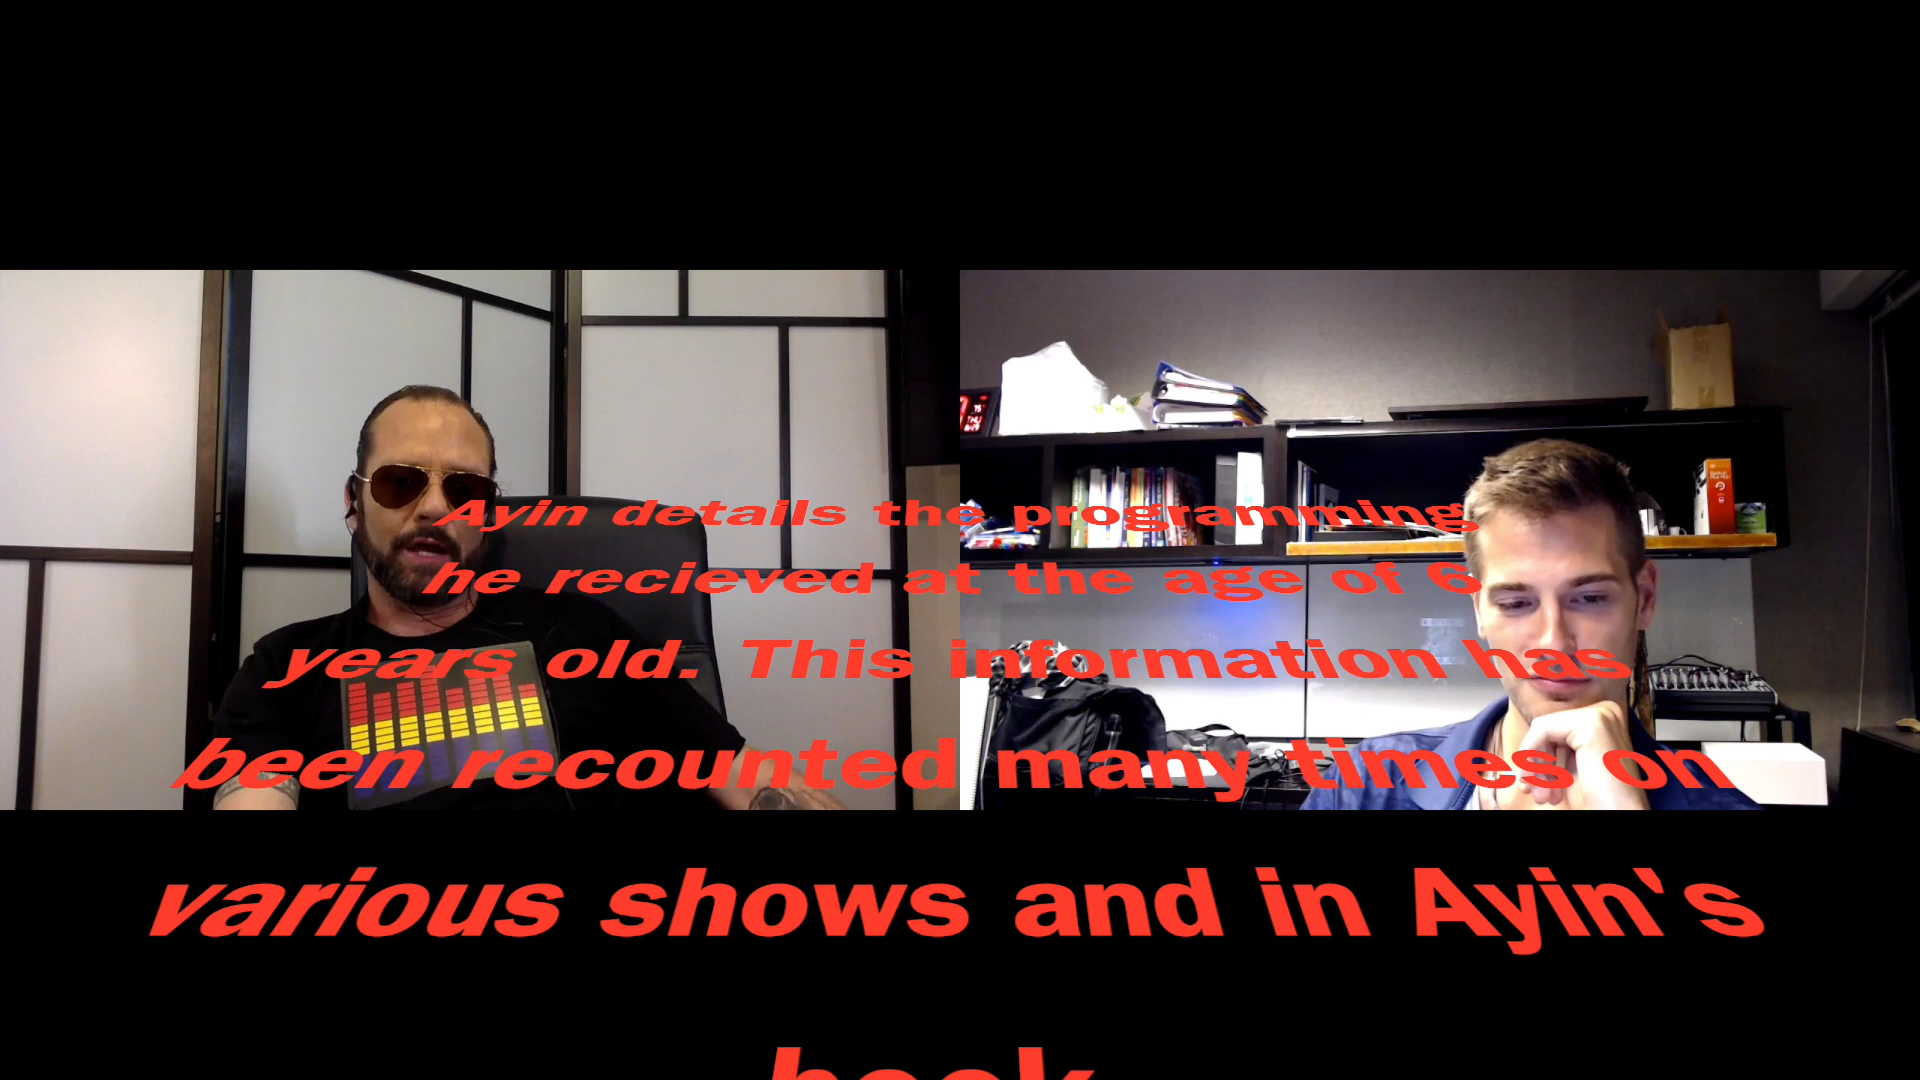 Ayin details the programming
he recieved at the age of 6
years old. This information has
been recounted many times on
various shows and in Ayin's
book